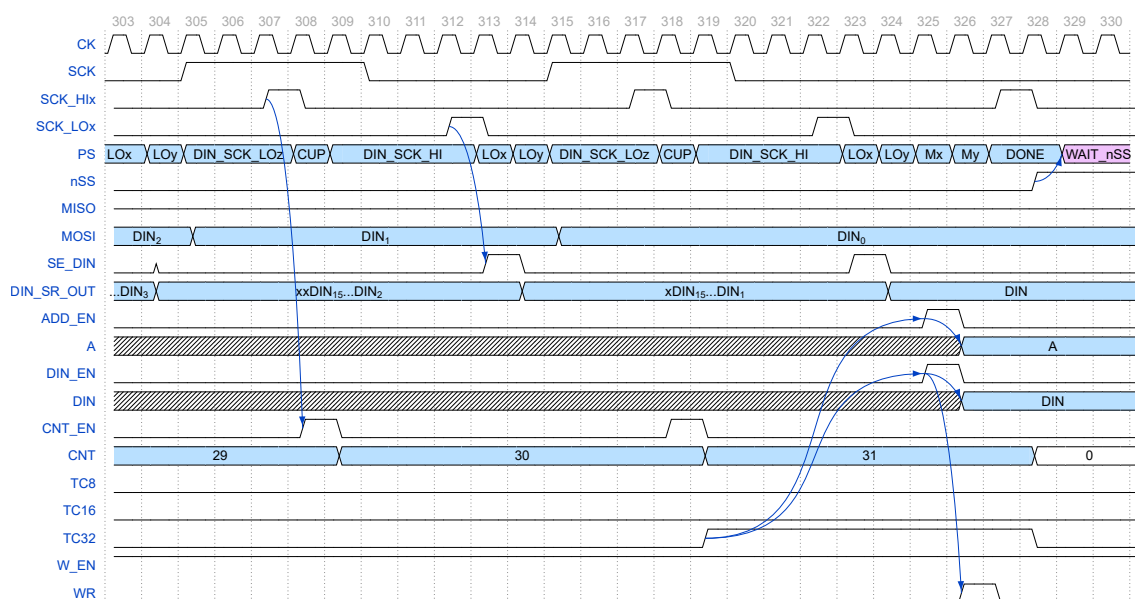 303 304 305 306 307 308 309 310 311 312 313 314 315 316 317 318 319 320 321 322 323 324 325 326 327 328 329 330
CK
SCK
SCK_HIx
SCK_LOx
PS LOx LOy DIN_SCK_LOz CUP DIN_SCK_HI LOx LOy DIN_SCK_LOz CUP DIN_SCK_HI LOx LOy Mx My DONE WAIT_nSS
nSS
MISO
MOSI DIN₂ DIN₁ DIN₀
SE_DIN
DIN_SR_OUT ...DIN₃ xxDIN₁₅...DIN₂ xDIN₁₅...DIN₁ DIN
ADD_EN
A A
DIN_EN
DIN DIN
CNT_EN
CNT 29 30 31 0
TC8
TC16
TC32
W_EN
WR